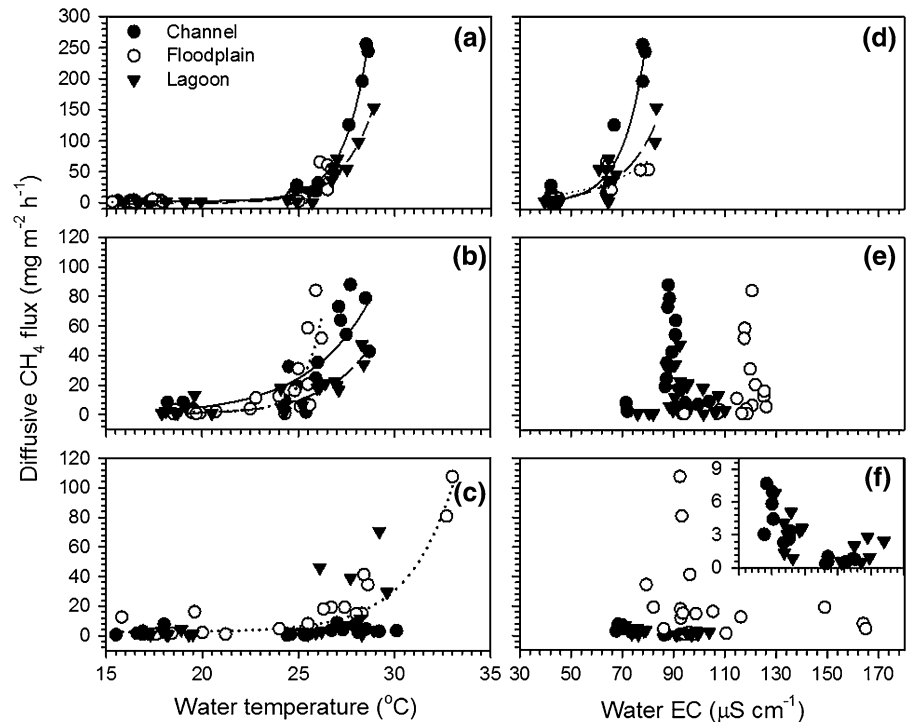 300
250
200
150
100
50
0
Channel
Floodplain
Lagoon
(a)
(d)
120
100
80
60
40
20
0
(b)
(e)
120
100
80
60
40
20
0
(c)
9
6
3
0
(f)
15 20 25 30 35
30 50 70 90 110 130 150 170
Diffusive CH4 flux (mg m−2 h−1)
Water temperature (oC)
Water EC (µS cm−1)